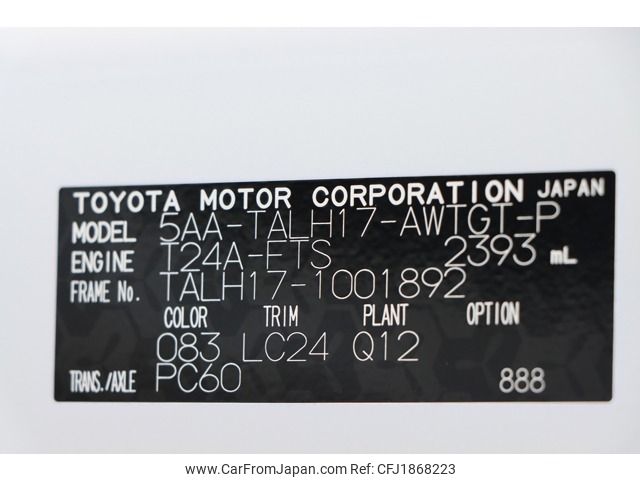 TOYOTA MOTOR CORPORATION JAPAN
MODEL 5AA-TALH17-AWTGT-P
ENGINE T24A-FTS 2393 mL
FRAME No. TALH17-1001892
COLOR TRIM PLANT OPTION
083 LC24 Q12
TRANS./AXLE PC60 888
© www.CarFromJapan.com - CFJ1868223